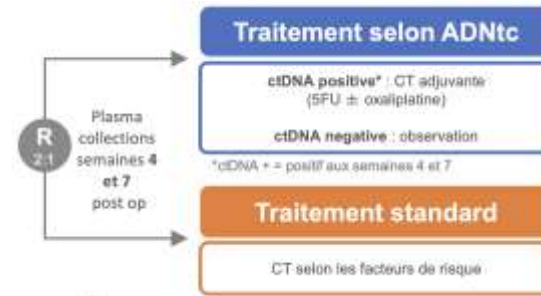 Traitement selon ADNtc
ctDNA positive* : CT adjuvante
(5FU ± oxaliplatine)
ctDNA negative : observation
*ctDNA + = positif aux semaines 4 et 7
R
2:1
Plasma
collections
semaines 4
et 7
post op
Traitement standard
CT selon les facteurs de risque